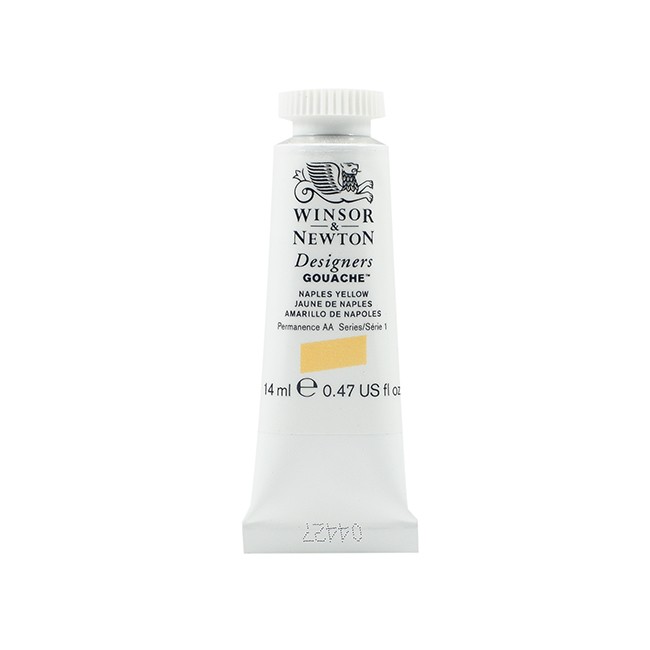 WINSOR
&
NEWTON
Designers
GOUACHE™
NAPLES YELLOW
JAUNE DE NAPLES
AMARILLO DE NAPOLES
Permanence AA Series/Série 1
14 ml ℮ 0.47 US fl oz